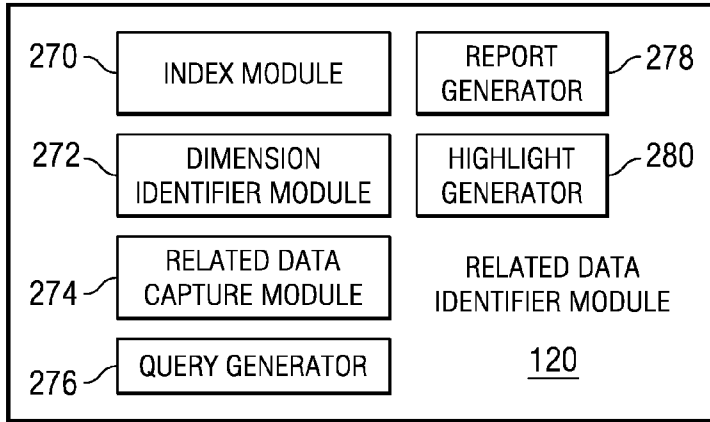 270
INDEX MODULE
REPORT
GENERATOR
278
272
DIMENSION
IDENTIFIER MODULE
HIGHLIGHT
GENERATOR
280
274
RELATED DATA
CAPTURE MODULE
RELATED DATA
IDENTIFIER MODULE
276
QUERY GENERATOR
120